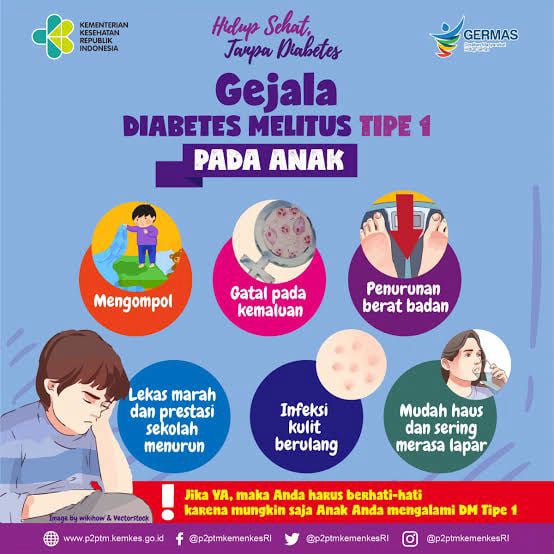 KEMENTERIAN
KESEHATAN
REPUBLIK
INDONESIA
Hidup Sehat,
Tanpa Diabetes
GERMAS
Gejala
DIABETES MELITUS TIPE 1
PADA ANAK
Mengompol
Gatal pada
kemaluan
Penurunan
berat badan
Lekas marah
dan prestasi
sekolah
menurun
Infeksi
kulit
berulang
Mudah haus
dan sering
merasa lapar
! Jika YA, maka Anda harus berhati-hati
karena mungkin saja Anak Anda mengalami DM Tipe 1
Image by wikihow & Vectorstock
www.p2ptm.kemkes.go.id @p2ptmkemenkesRI @p2ptmkemenkesRI @p2ptmkemenkesRI